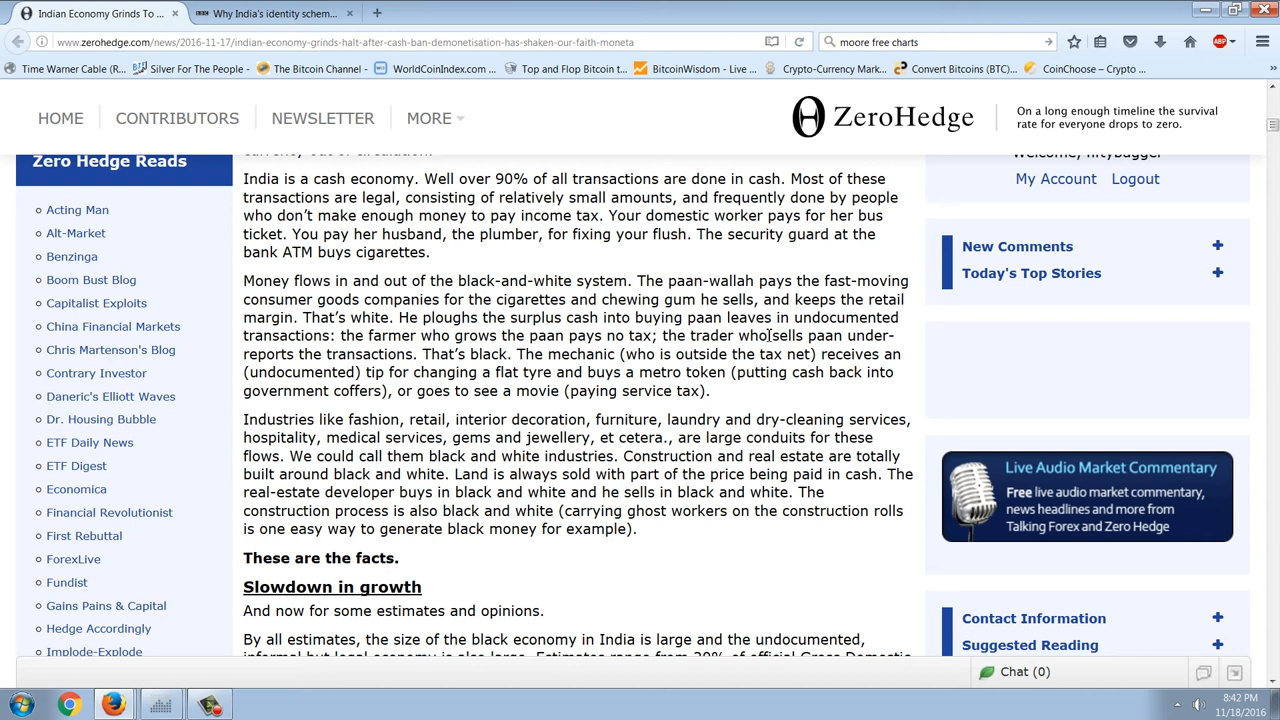 Indian Economy Grinds To ...
Why India's identity schem...
www.zerohedge.com/news/2016-11-17/indian-economy-grinds-halt-after-cash-ban-demonetisation-has-shaken-our-faith-moneta
moore free charts
ABP
Time Warner Cable (R...
Silver For The People - ...
The Bitcoin Channel - ...
WorldCoinIndex.com ...
Top and Flop Bitcoin t...
BitcoinWisdom - Live ...
Crypto-Currency Mark...
Convert Bitcoins (BTC)...
CoinChoose – Crypto ...
HOME
CONTRIBUTORS
NEWSLETTER
MORE
ZeroHedge
On a long enough timeline the survival
rate for everyone drops to zero.
Zero Hedge Reads
Acting Man
Alt-Market
Benzinga
Boom Bust Blog
Capitalist Exploits
China Financial Markets
Chris Martenson's Blog
Contrary Investor
Daneric's Elliott Waves
Dr. Housing Bubble
ETF Daily News
ETF Digest
Economica
Financial Revolutionist
First Rebuttal
ForexLive
Fundist
Gains Pains & Capital
Hedge Accordingly
Implode-Explode
currency out of circulation.
India is a cash economy. Well over 90% of all transactions are done in cash. Most of these
transactions are legal, consisting of relatively small amounts, and frequently done by people
who don't make enough money to pay income tax. Your domestic worker pays for her bus
ticket. You pay her husband, the plumber, for fixing your flush. The security guard at the
bank ATM buys cigarettes.
Money flows in and out of the black-and-white system. The paan-wallah pays the fast-moving
consumer goods companies for the cigarettes and chewing gum he sells, and keeps the retail
margin. That's white. He ploughs the surplus cash into buying paan leaves in undocumented
transactions: the farmer who grows the paan pays no tax; the trader who sells paan under-
reports the transactions. That's black. The mechanic (who is outside the tax net) receives an
(undocumented) tip for changing a flat tyre and buys a metro token (putting cash back into
government coffers), or goes to see a movie (paying service tax).
Industries like fashion, retail, interior decoration, furniture, laundry and dry-cleaning services,
hospitality, medical services, gems and jewellery, et cetera., are large conduits for these
flows. We could call them black and white industries. Construction and real estate are totally
built around black and white. Land is always sold with part of the price being paid in cash. The
real-estate developer buys in black and white and he sells in black and white. The
construction process is also black and white (carrying ghost workers on the construction rolls
is one easy way to generate black money for example).
These are the facts.
Slowdown in growth
And now for some estimates and opinions.
By all estimates, the size of the black economy in India is large and the undocumented,
informal but legal economy is also large. Estimates range from 20% of official Gross Domestic
Welcome, niftybugger
My Account
Logout
New Comments +
Today's Top Stories +
Live Audio Market Commentary
Free live audio market commentary,
news headlines and more from
Talking Forex and Zero Hedge
Contact Information +
Suggested Reading +
Chat (0)
8:42 PM
11/18/2016